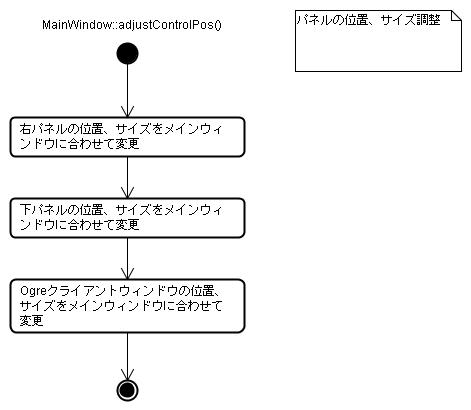 MainWindow::adjustControlPos()
パネルの位置、サイズ調整
右パネルの位置、サイズをメインウィ
ンドウに合わせて変更
下パネルの位置、サイズをメインウィ
ンドウに合わせて変更
Ogreクライアントウィンドウの位置、
サイズをメインウィンドウに合わせて
変更